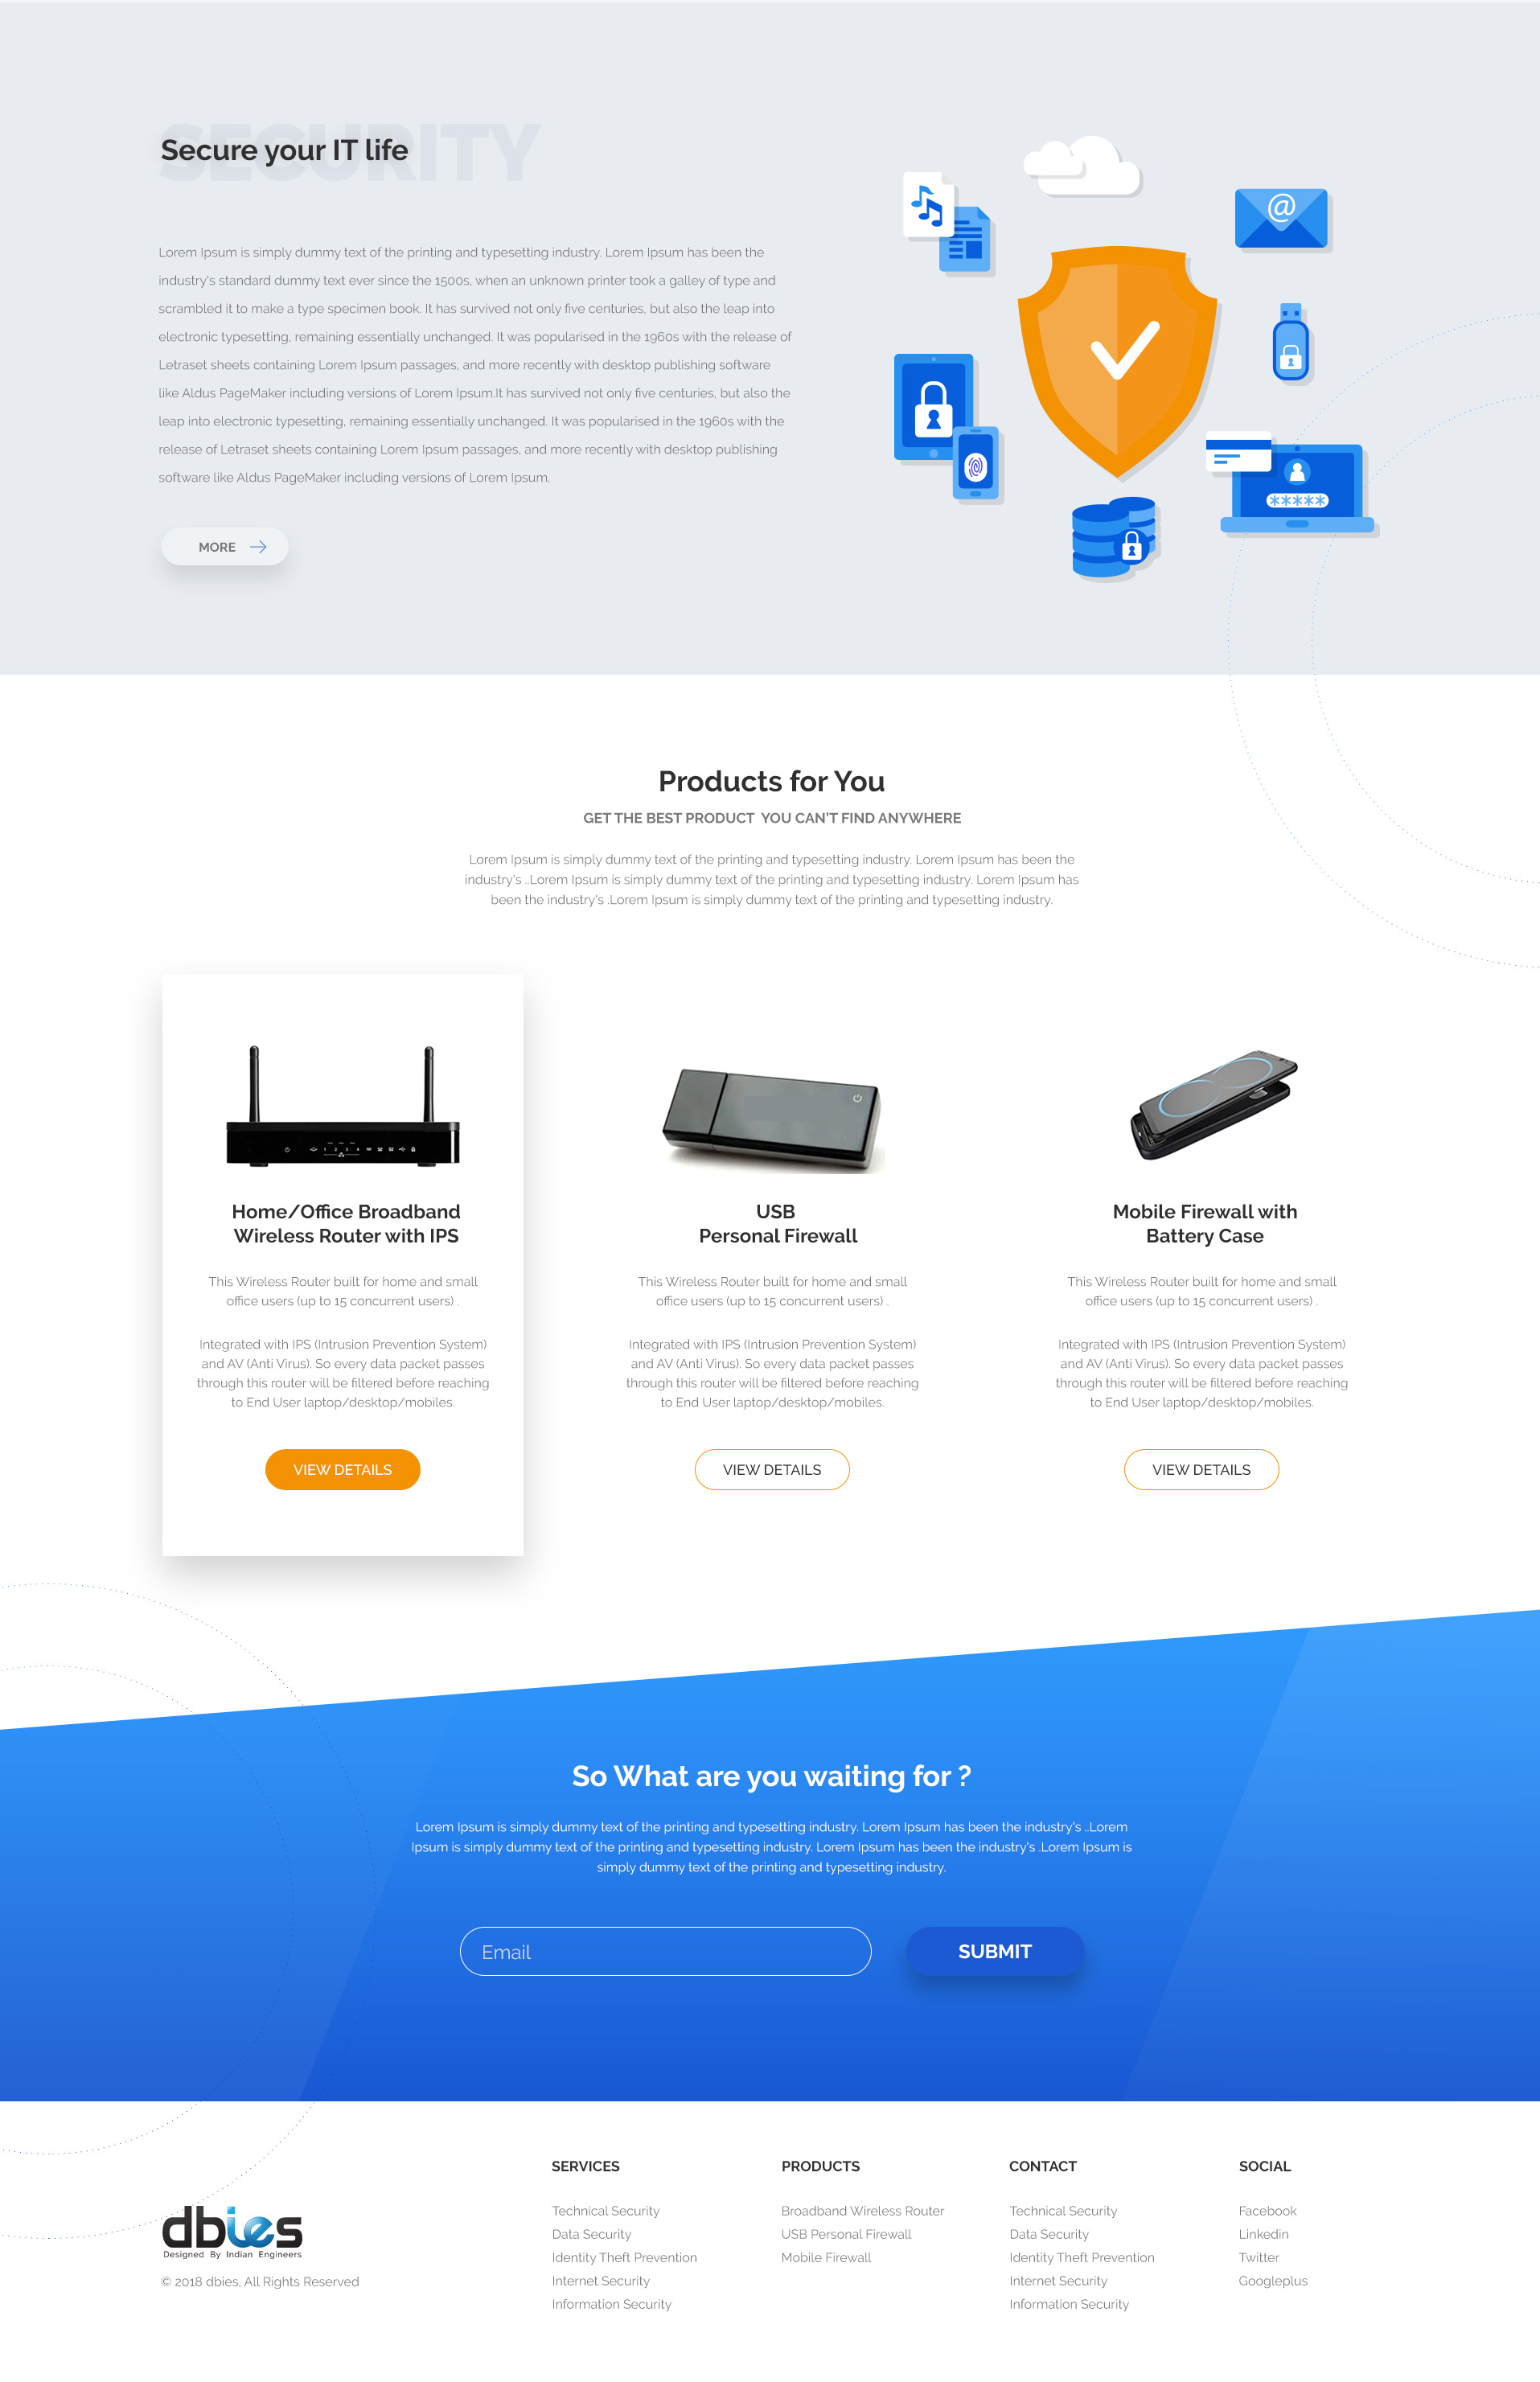 SECURITY
Secure your IT life
Lorem Ipsum is simply dummy text of the printing and typesetting industry. Lorem Ipsum has been the
industry's standard dummy text ever since the 1500s, when an unknown printer took a galley of type and
scrambled it to make a type specimen book. It has survived not only five centuries, but also the leap into
electronic typesetting, remaining essentially unchanged. It was popularised in the 1960s with the release of
Letraset sheets containing Lorem Ipsum passages, and more recently with desktop publishing software
like Aldus PageMaker including versions of Lorem Ipsum.It has survived not only five centuries, but also the
leap into electronic typesetting, remaining essentially unchanged. It was popularised in the 1960s with the
release of Letraset sheets containing Lorem Ipsum passages, and more recently with desktop publishing
software like Aldus PageMaker including versions of Lorem Ipsum.
MORE
@
*****
Products for You
GET THE BEST PRODUCT YOU CAN'T FIND ANYWHERE
Lorem Ipsum is simply dummy text of the printing and typesetting industry. Lorem Ipsum has been the
industry's ..Lorem Ipsum is simply dummy text of the printing and typesetting industry. Lorem Ipsum has
been the industry's .Lorem Ipsum is simply dummy text of the printing and typesetting industry.
Home/Office Broadband
Wireless Router with IPS
This Wireless Router built for home and small
office users (up to 15 concurrent users) .
Integrated with IPS (Intrusion Prevention System)
and AV (Anti Virus). So every data packet passes
through this router will be filtered before reaching
to End User laptop/desktop/mobiles.
VIEW DETAILS
USB
Personal Firewall
This Wireless Router built for home and small
office users (up to 15 concurrent users) .
Integrated with IPS (Intrusion Prevention System)
and AV (Anti Virus). So every data packet passes
through this router will be filtered before reaching
to End User laptop/desktop/mobiles.
VIEW DETAILS
Mobile Firewall with
Battery Case
This Wireless Router built for home and small
office users (up to 15 concurrent users) .
Integrated with IPS (Intrusion Prevention System)
and AV (Anti Virus). So every data packet passes
through this router will be filtered before reaching
to End User laptop/desktop/mobiles.
VIEW DETAILS
So What are you waiting for ?
Lorem Ipsum is simply dummy text of the printing and typesetting industry. Lorem Ipsum has been the industry's ..Lorem
Ipsum is simply dummy text of the printing and typesetting industry. Lorem Ipsum has been the industry's .Lorem Ipsum is
simply dummy text of the printing and typesetting industry.
Email
SUBMIT
dbies
Designed By Indian Engineers
© 2018 dbies, All Rights Reserved
SERVICES
Technical Security
Data Security
Identity Theft Prevention
Internet Security
Information Security
PRODUCTS
Broadband Wireless Router
USB Personal Firewall
Mobile Firewall
CONTACT
Technical Security
Data Security
Identity Theft Prevention
Internet Security
Information Security
SOCIAL
Facebook
Linkedin
Twitter
Googleplus